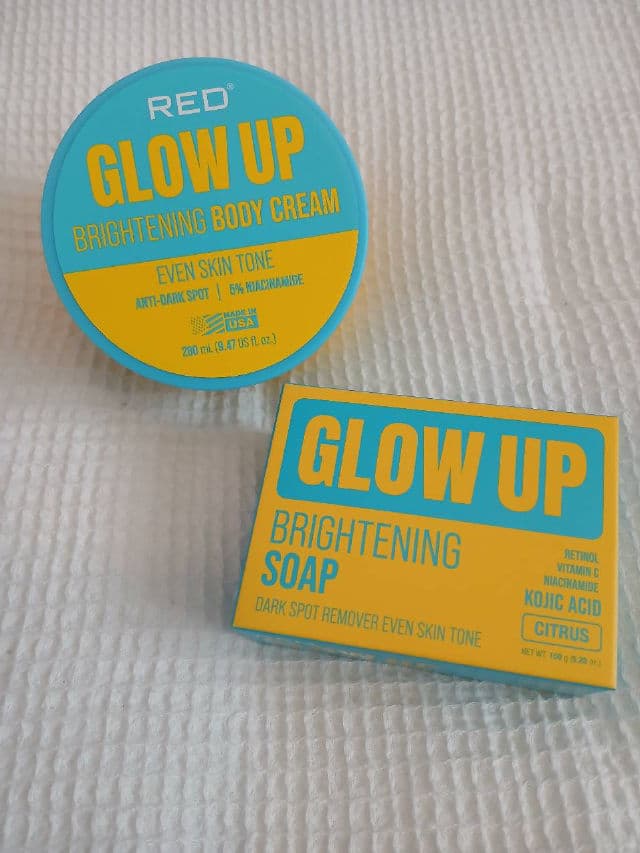 RED®
GLOW UP
BRIGHTENING BODY CREAM
EVEN SKIN TONE
ANTI-DARK SPOT | 5% NIACINAMIDE
MADE IN
USA
280 mL (9.47 US fl. oz.)
GLOW UP
BRIGHTENING
SOAP
DARK SPOT REMOVER EVEN SKIN TONE
RETINOL
VITAMIN C
NIACINAMIDE
KOJIC ACID
CITRUS
NET WT